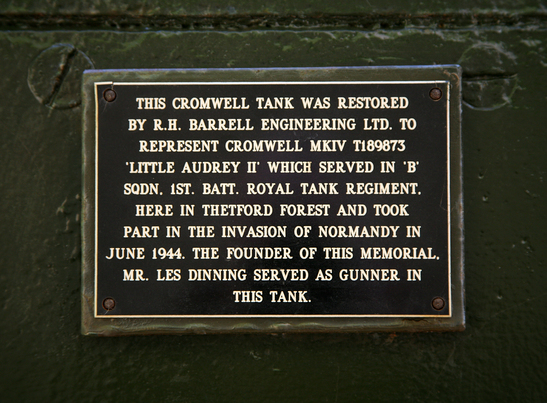 THIS CROMWELL TANK WAS RESTORED
BY R.H. BARRELL ENGINEERING LTD. TO
REPRESENT CROMWELL MKIV T189873
'LITTLE AUDREY II' WHICH SERVED IN 'B'
SQDN. 1ST. BATT. ROYAL TANK REGIMENT,
HERE IN THETFORD FOREST AND TOOK
PART IN THE INVASION OF NORMANDY IN
JUNE 1944. THE FOUNDER OF THIS MEMORIAL,
MR. LES DINNING SERVED AS GUNNER IN
THIS TANK.